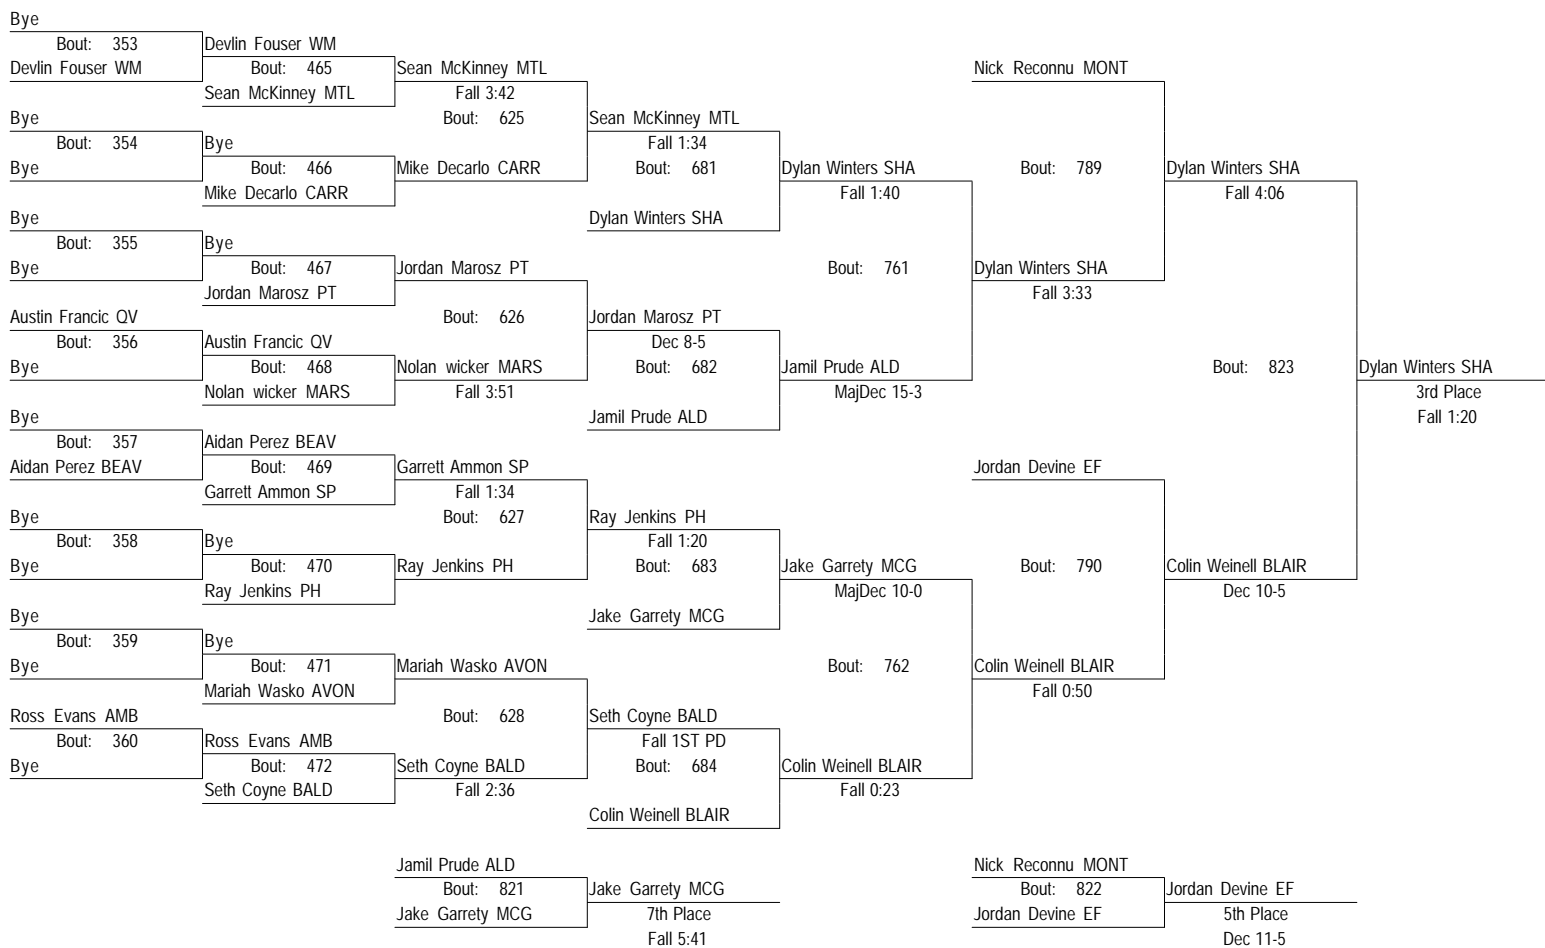 Bye
Bout: 353
Devlin Fouser WM
Bye
Bout: 354
Bye
Bye
Bout: 355
Bye
Austin Francic QV
Bout: 356
Bye
Bye
Bout: 357
Aidan Perez BEAV
Bye
Bout: 358
Bye
Bye
Bout: 359
Bye
Ross Evans AMB
Bout: 360
Bye
Devlin Fouser WM
Bout: 465
Sean McKinney MTL
Bye
Bout: 466
Mike Decarlo CARR
Bye
Bout: 467
Jordan Marosz PT
Austin Francic QV
Bout: 468
Nolan wicker MARS
Aidan Perez BEAV
Bout: 469
Garrett Ammon SP
Bye
Bout: 470
Ray Jenkins PH
Bye
Bout: 471
Mariah Wasko AVON
Ross Evans AMB
Bout: 472
Seth Coyne BALD
Sean McKinney MTL
Fall 3:42
Bout: 625
Mike Decarlo CARR
Jordan Marosz PT
Bout: 626
Nolan wicker MARS
Fall 3:51
Garrett Ammon SP
Fall 1:34
Bout: 627
Ray Jenkins PH
Mariah Wasko AVON
Bout: 628
Seth Coyne BALD
Fall 2:36
Sean McKinney MTL
Fall 1:34
Bout: 681
Dylan Winters SHA
Jordan Marosz PT
Dec 8-5
Bout: 682
Jamil Prude ALD
Ray Jenkins PH
Fall 1:20
Bout: 683
Jake Garrety MCG
Seth Coyne BALD
Fall 1ST PD
Bout: 684
Colin Weinell BLAIR
Dylan Winters SHA
Fall 1:40
Bout: 761
Jamil Prude ALD
MajDec 15-3
Jake Garrety MCG
MajDec 10-0
Bout: 762
Colin Weinell BLAIR
Fall 0:23
Nick Reconnu MONT
Bout: 789
Dylan Winters SHA
Fall 3:33
Jordan Devine EF
Bout: 790
Colin Weinell BLAIR
Fall 0:50
Dylan Winters SHA
Fall 4:06
Bout: 823
Colin Weinell BLAIR
Dec 10-5
Dylan Winters SHA
3rd Place
Fall 1:20
Jamil Prude ALD
Bout: 821
Jake Garrety MCG
Jake Garrety MCG
7th Place
Fall 5:41
Nick Reconnu MONT
Bout: 822
Jordan Devine EF
Jordan Devine EF
5th Place
Dec 11-5